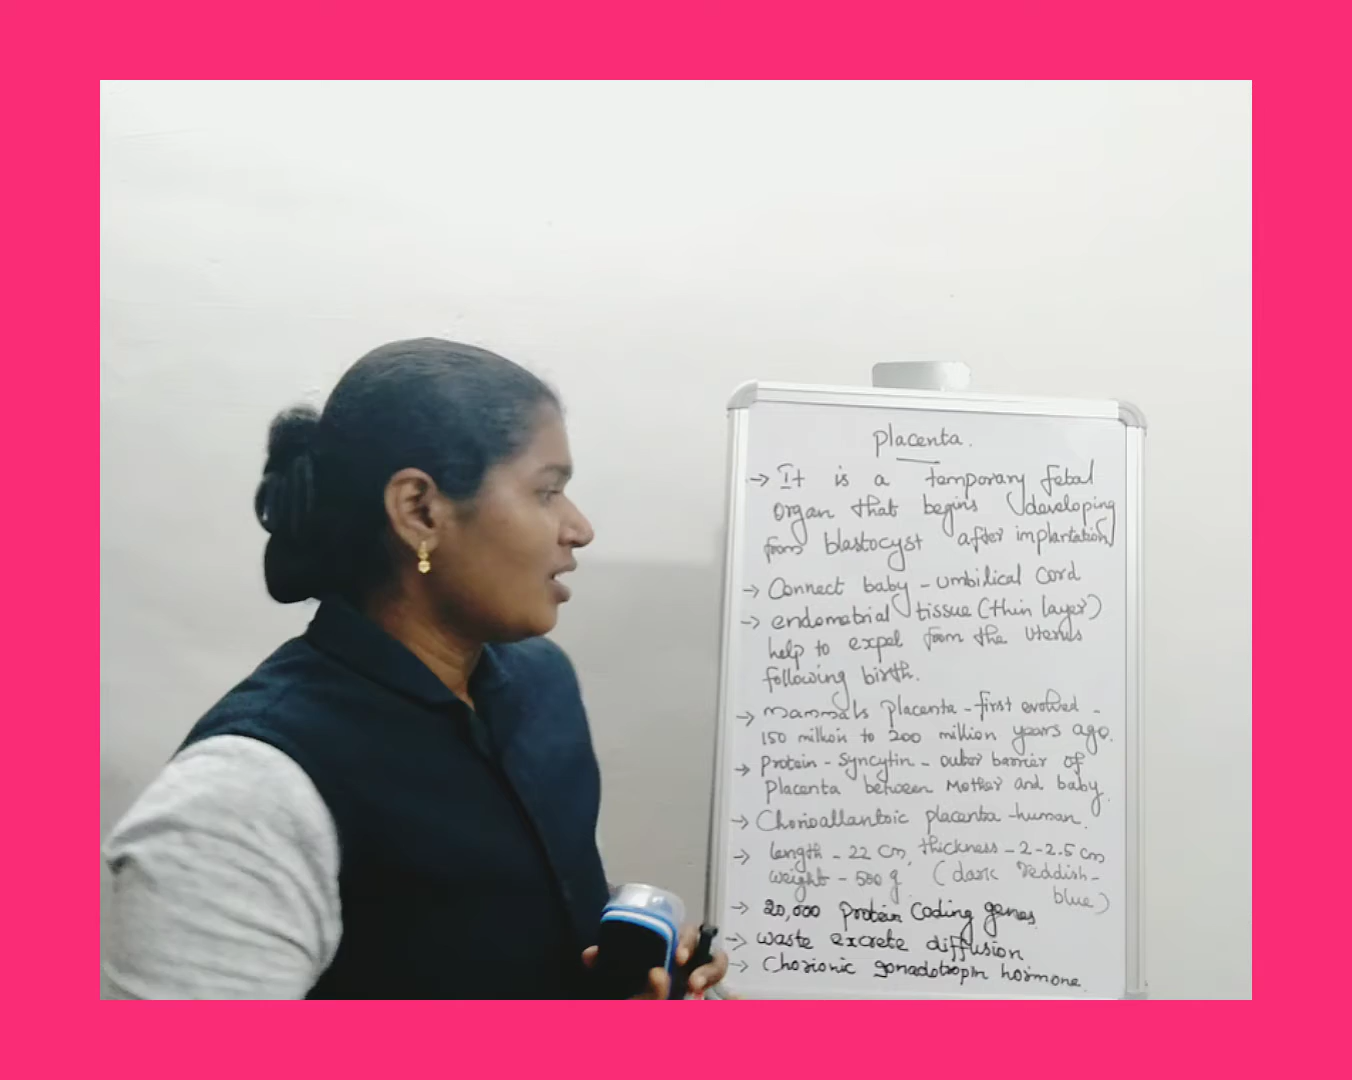 Placenta.
→ It is a temporary fetal
organ that begins developing
from blastocyst after implantation
→ Connect baby - umbilical cord
→ endometrial tissue (thin layer)
help to expel from the uterus
following birth.
→ mammals placenta - first evolved -
150 million to 200 million years ago.
→ Protein - Syncytin - outer barrier of
Placenta between Mother and baby.
→ Chorioallantoic placenta - human.
→ length - 22 cm, thickness - 2-2.5 cm
weight - 500 g (dark reddish-
blue)
→ 20,000 protein coding genes
→ waste excrete diffusion
→ Chorionic gonadotropin hormone.